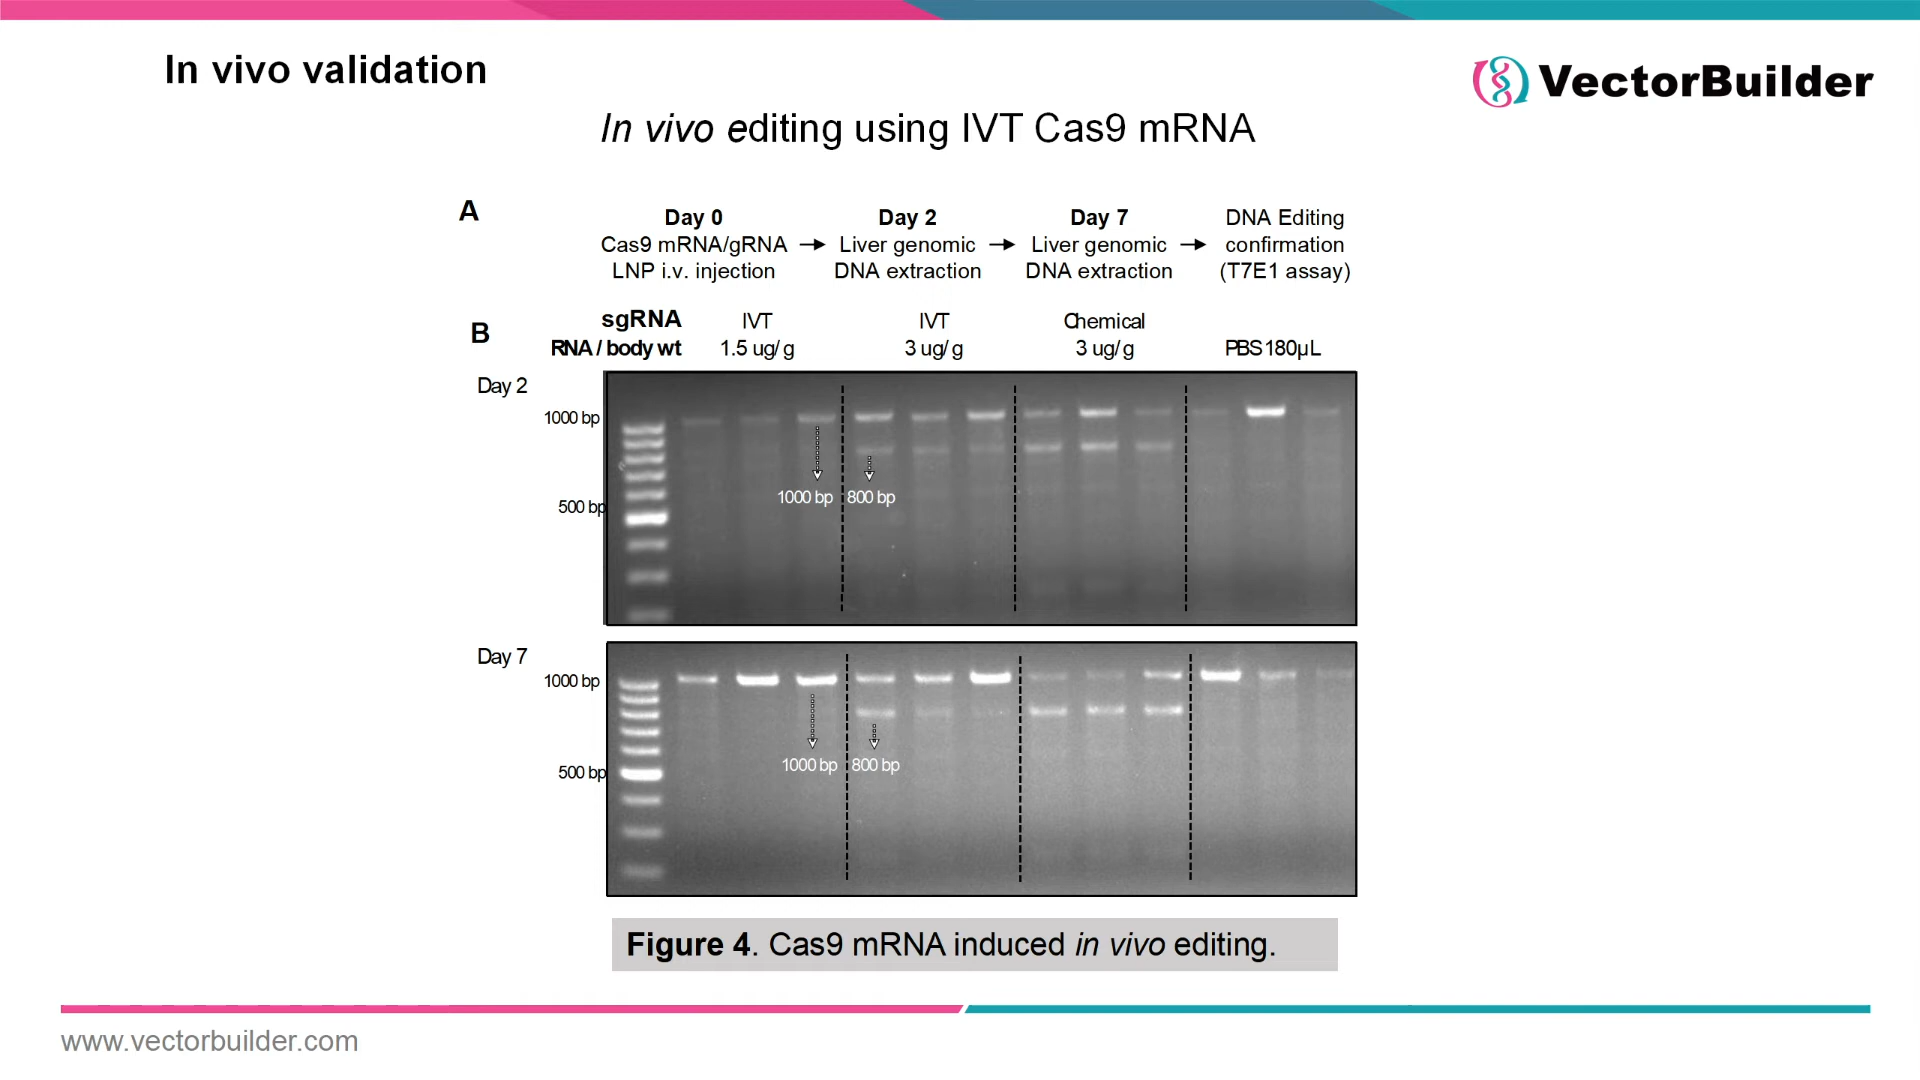 In vivo validation
VectorBuilder
In vivo editing using IVT Cas9 mRNA
A
Day 0
Cas9 mRNA/gRNA
LNP i.v. injection
Day 2
Liver genomic
DNA extraction
Day 7
Liver genomic
DNA extraction
DNA Editing
confirmation
(T7E1 assay)
B
sgRNA IVT IVT Chemical
RNA / body wt 1.5 ug/g 3 ug/g 3 ug/g PBS 180µL
Day 2
1000 bp
1000 bp 800 bp
500 bp
Day 7
1000 bp
1000 bp 800 bp
500 bp
Figure 4. Cas9 mRNA induced in vivo editing.
www.vectorbuilder.com